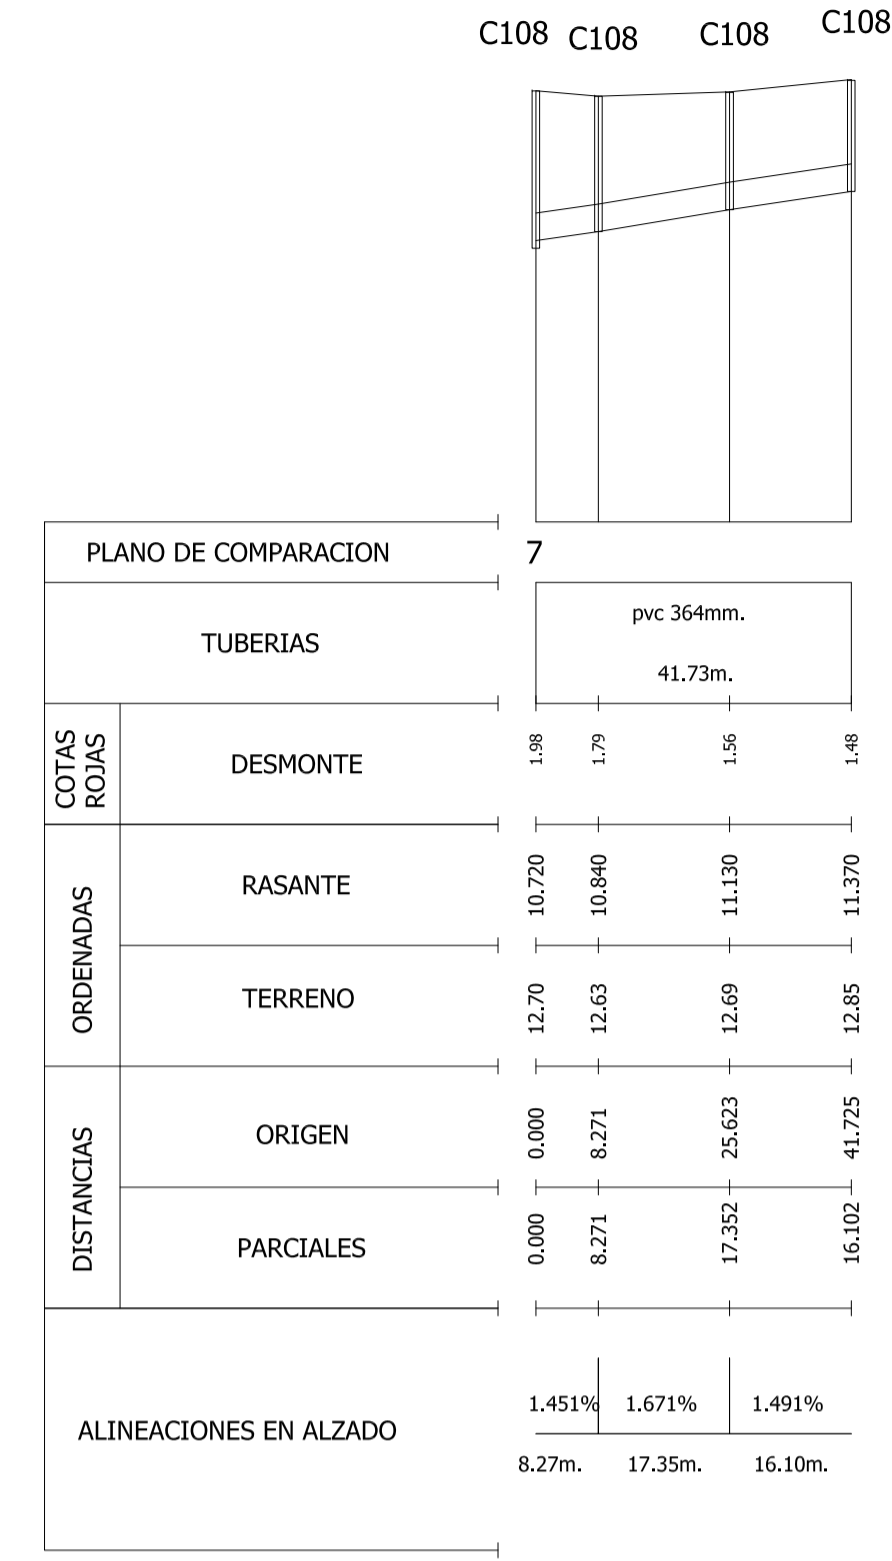 C108 C108 C108 C108
PLANO DE COMPARACION 7
TUBERIAS
pvc 364mm.
41.73m.
COTAS
ROJAS
DESMONTE 1.98 1.79 1.56 1.48
ORDENADAS
RASANTE 10.720 10.840 11.130 11.370
TERRENO 12.70 12.63 12.69 12.85
DISTANCIAS
ORIGEN 0.000 8.271 25.623 41.725
PARCIALES 0.000 8.271 17.352 16.102
ALINEACIONES EN ALZADO
1.451% 1.671% 1.491%
8.27m. 17.35m. 16.10m.